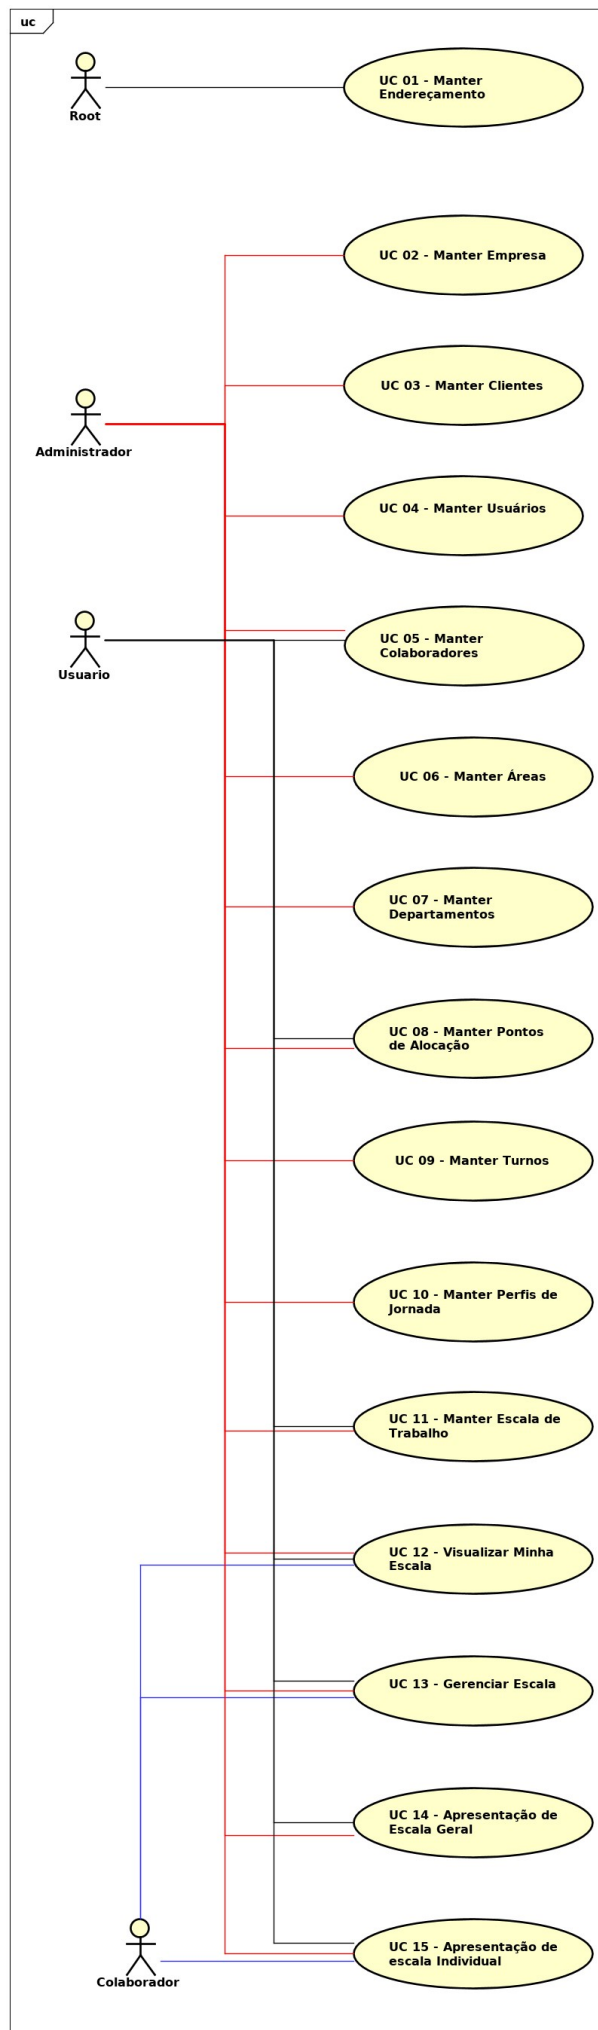 uc
UC 01 - Manter
Endereçamento
Root
UC 02 - Manter Empresa
UC 03 - Manter Clientes
Administrador
UC 04 - Manter Usuários
UC 05 - Manter
Colaboradores
Usuario
UC 06 - Manter Áreas
UC 07 - Manter
Departamentos
UC 08 - Manter Pontos
de Alocação
UC 09 - Manter Turnos
UC 10 - Manter Perfis de
Jornada
UC 11 - Manter Escala de
Trabalho
UC 12 - Visualizar Minha
Escala
UC 13 - Gerenciar Escala
UC 14 - Apresentação de
Escala Geral
UC 15 - Apresentação de
escala Individual
Colaborador